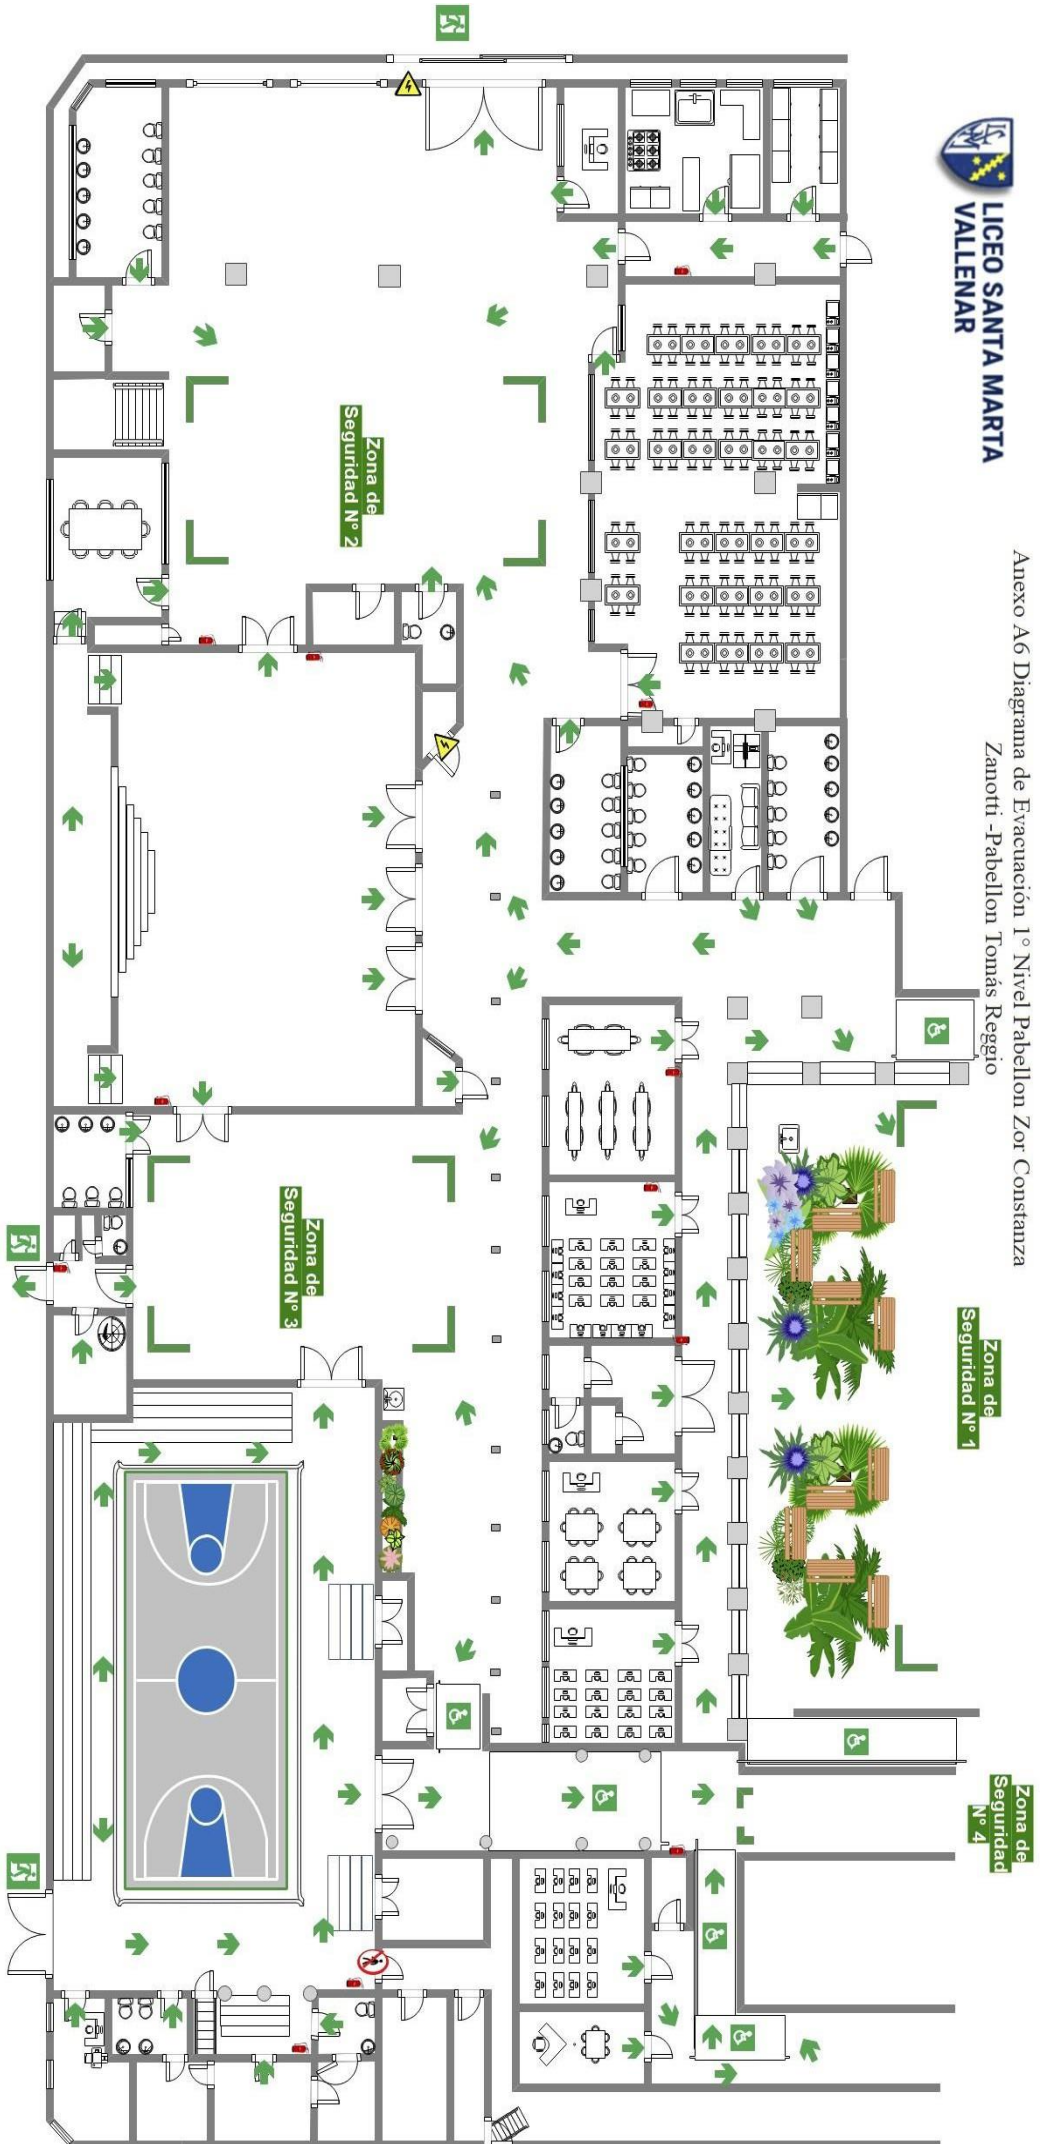 LICEO SANTA MARTA
VALLENAR
Anexo A6 Diagrama de Evacuación 1° Nivel Pabellon Zor Constanza
Zanotti -Pabellon Tomás Reggio
Zona de
Seguridad N° 1
Zona de
Seguridad
N° 4
Zona de
Seguridad N° 2
Zona de
Seguridad N° 3